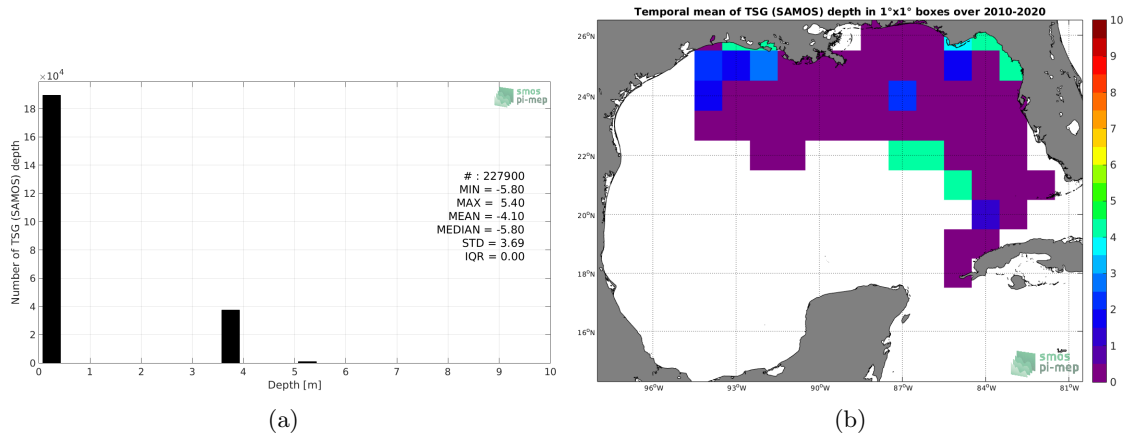 ×10⁴
18
16
14
12
10
8
6
4
2
0
Number of TSG (SAMOS) depth
0 1 2 3 4 5 6 7 8 9 10
Depth [m]
smos
pi-mep
# : 227900
MIN = -5.80
MAX = 5.40
MEAN = -4.10
MEDIAN = -5.80
STD = 3.69
IQR = 0.00
(a)
Temporal mean of TSG (SAMOS) depth in 1°x1° boxes over 2010-2020
26°N
24°N
22°N
20°N
18°N
16°N
96°W 93°W 90°W 87°W 84°W 81°W
smos
pi-mep
10
9
8
7
6
5
4
3
2
1
0
(b)